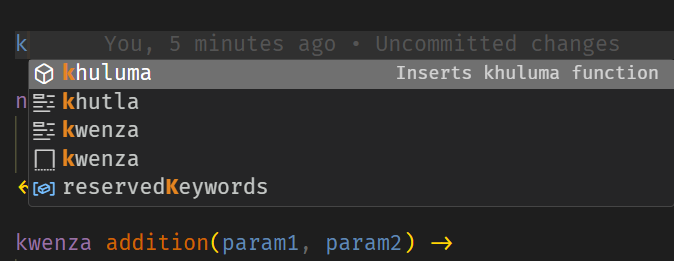 k You, 5 minutes ago • Uncommitted changes
khuluma Inserts khuluma function
n
khutla
kwenza
kwenza
reservedKeywords
kwenza addition(param1, param2) ->